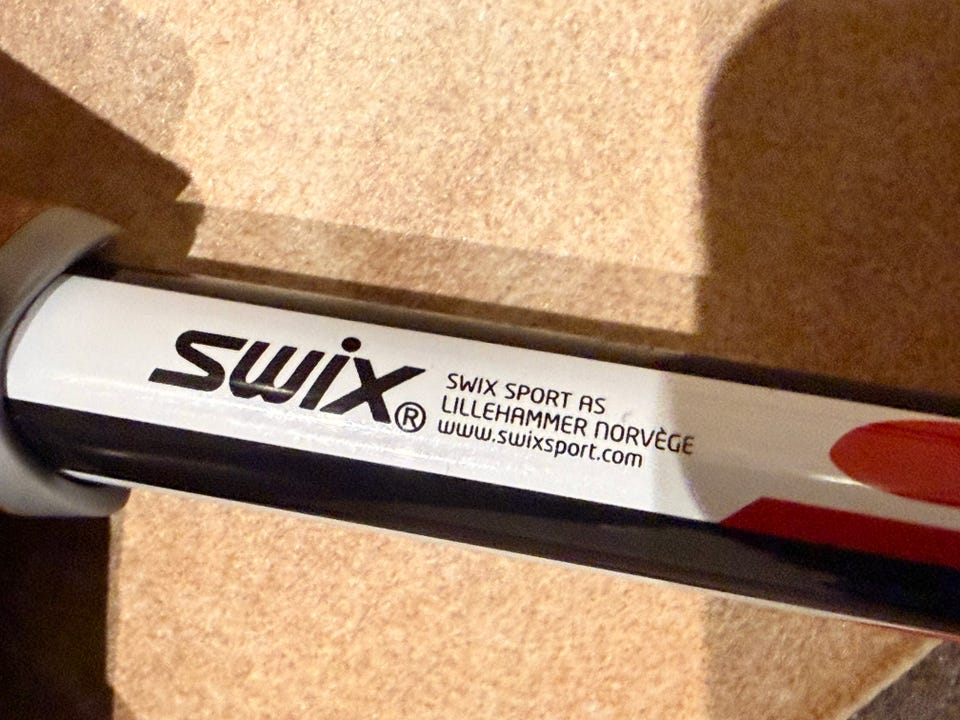 swix®
SWIX SPORT AS
LILLEHAMMER NORVÈGE
www.swixsport.com